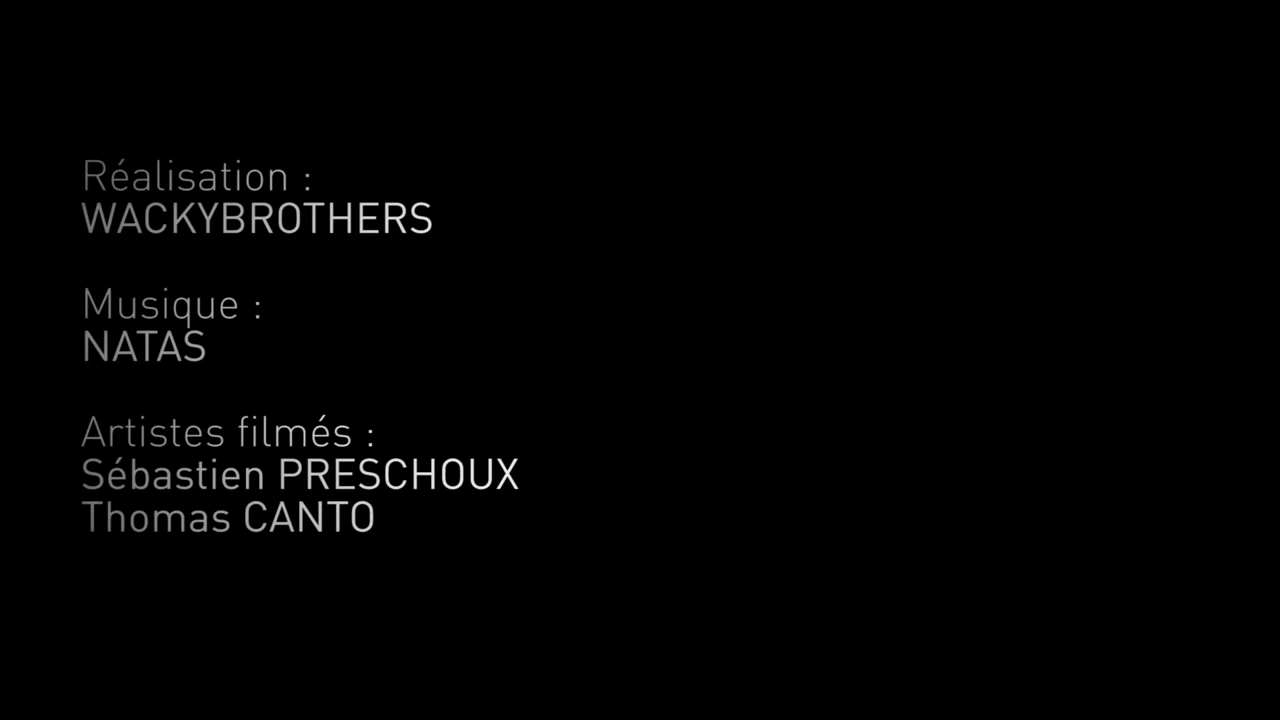 Réalisation :
WACKYBROTHERS
Musique :
NATAS
Artistes filmés :
Sébastien PRESCHOUX
Thomas CANTO